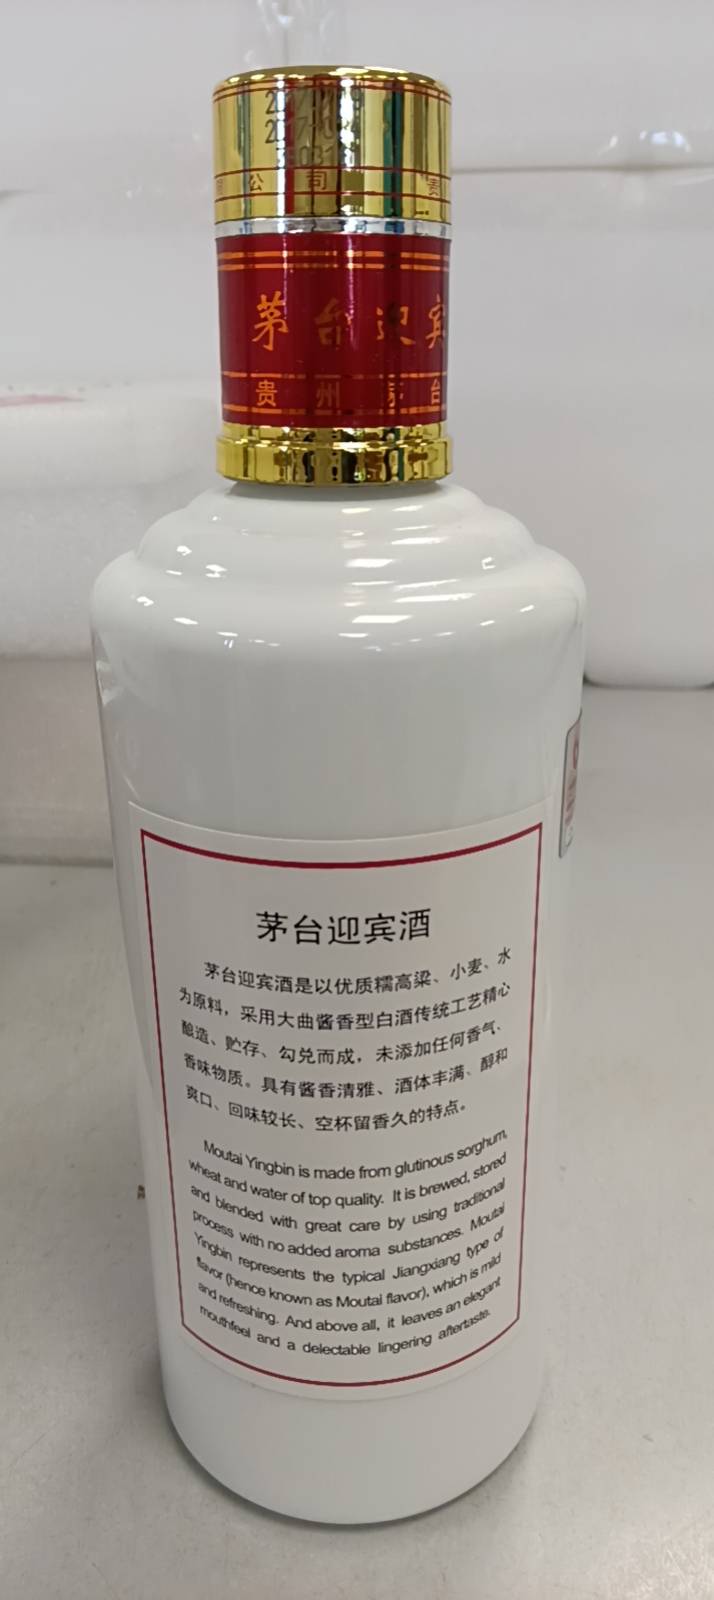 公司 贵
茅台迎宾
贵州茅台
茅台迎宾酒
茅台迎宾酒是以优质糯高粱、小麦、水
为原料，采用大曲酱香型白酒传统工艺精心
酿造、贮存、勾兑而成，未添加任何香气、
香味物质。具有酱香清雅、酒体丰满、醇和
爽口、回味较长、空杯留香久的特点。
Moutai Yingbin is made from glutinous sorghum,
wheat and water of top quality. It is brewed, stored
and blended with great care by using traditional
process with no added aroma substances. Moutai
Yingbin represents the typical Jiangxiang type of
flavor (hence known as Moutai flavor), which is mild
and refreshing. And above all, it leaves an elegant
mouthfeel and a delectable lingering aftertaste.